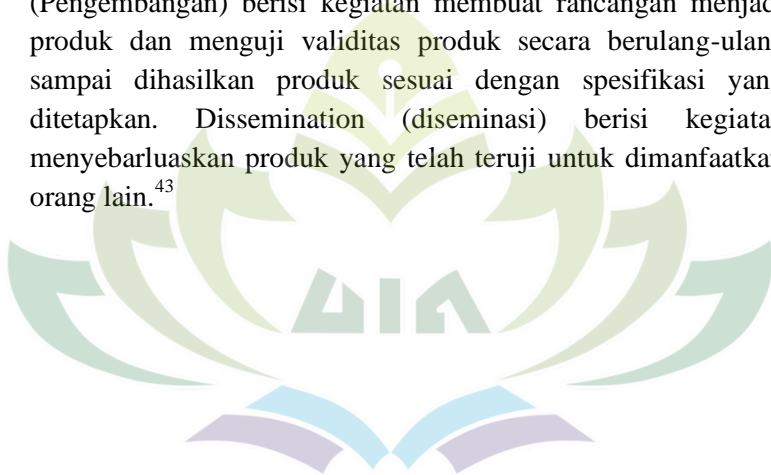 (Pengembangan) berisi kegiatan membuat rancangan menjad
produk dan menguji validitas produk secara berulang-ulan
sampai dihasilkan produk sesuai dengan spesifikasi yan
ditetapkan. Dissemination (diseminasi) berisi kegiata
menyebarluaskan produk yang telah teruji untuk dimanfaatka
orang lain.43
UIN